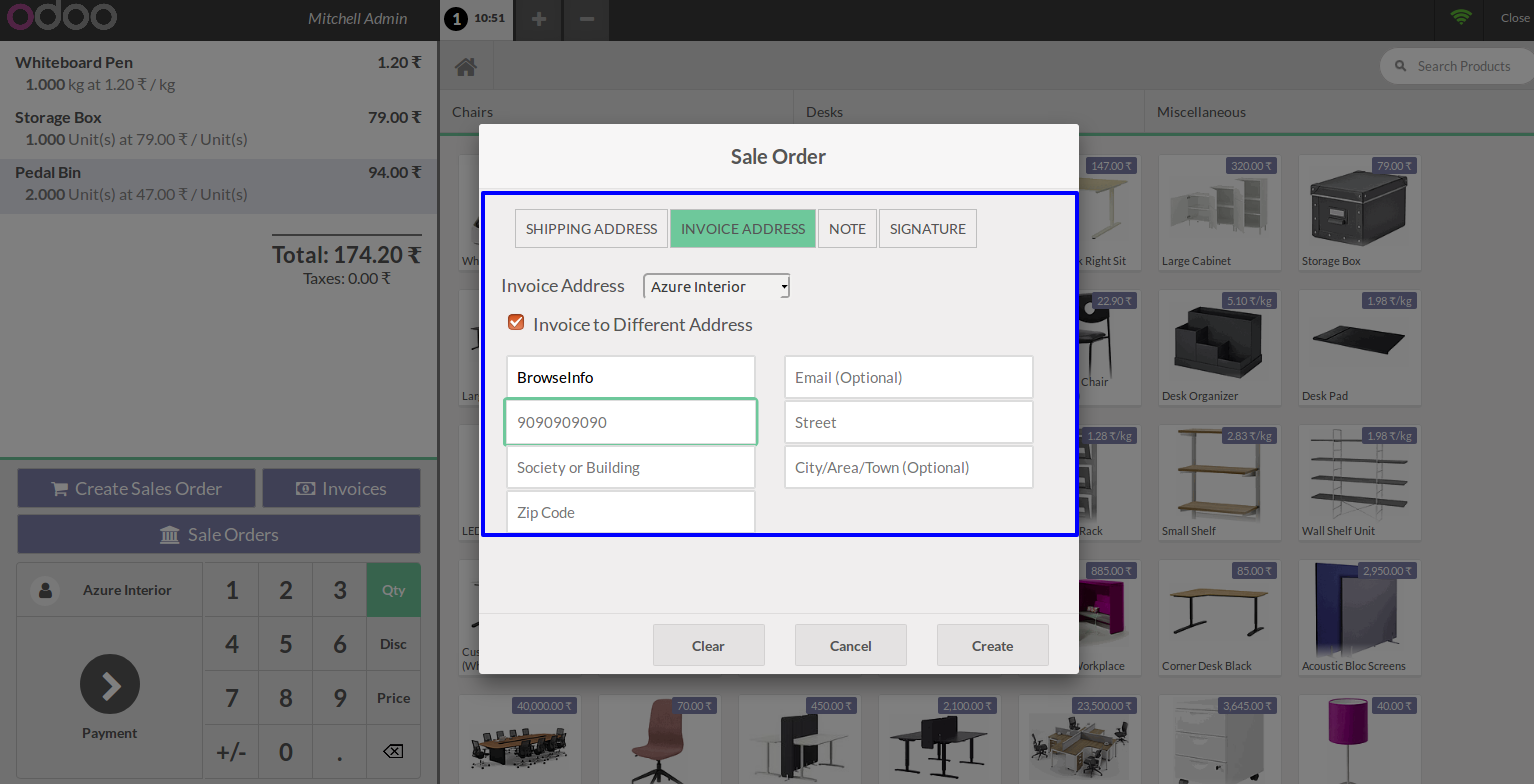 odoo
Mitchell Admin
1 10:51
Close
Whiteboard Pen 1.20 ₹
1.000 kg at 1.20 ₹ / kg
Storage Box 79.00 ₹
1.000 Unit(s) at 79.00 ₹ / Unit(s)
Pedal Bin 94.00 ₹
2.000 Unit(s) at 47.00 ₹ / Unit(s)
Total: 174.20 ₹
Taxes: 0.00 ₹
Create Sales Order
Invoices
Sale Orders
Azure Interior
1 2 3 Qty
4 5 6 Disc
7 8 9 Price
+/- 0 .
Payment
Search Products
Chairs Desks Miscellaneous
Sale Order
SHIPPING ADDRESS INVOICE ADDRESS NOTE SIGNATURE
Invoice Address Azure Interior
Invoice to Different Address
BrowseInfo Email (Optional)
9090909090 Street
Society or Building City/Area/Town (Optional)
Zip Code
Clear Cancel Create
147.00 ₹ 320.00 ₹ 79.00 ₹
Wh
Right Sit Large Cabinet Storage Box
22.90 ₹ 5.10 ₹/kg 1.98 ₹/kg
Lar
Chair Desk Organizer Desk Pad
1.28 ₹/kg 2.83 ₹/kg 1.98 ₹/kg
LED
Rack Small Shelf Wall Shelf Unit
885.00 ₹ 85.00 ₹ 2,950.00 ₹
Cus
(Wh
orkplace Corner Desk Black Acoustic Bloc Screens
40,000.00 ₹ 70.00 ₹ 450.00 ₹ 2,100.00 ₹ 23,500.00 ₹ 3,645.00 ₹ 40.00 ₹